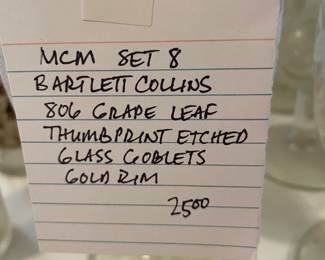 MCM SET 8
BARTLETT COLLINS
806 GRAPE LEAF
THUMBPRINT ETCHED
GLASS GOBLETS
GOLD RIM
2500